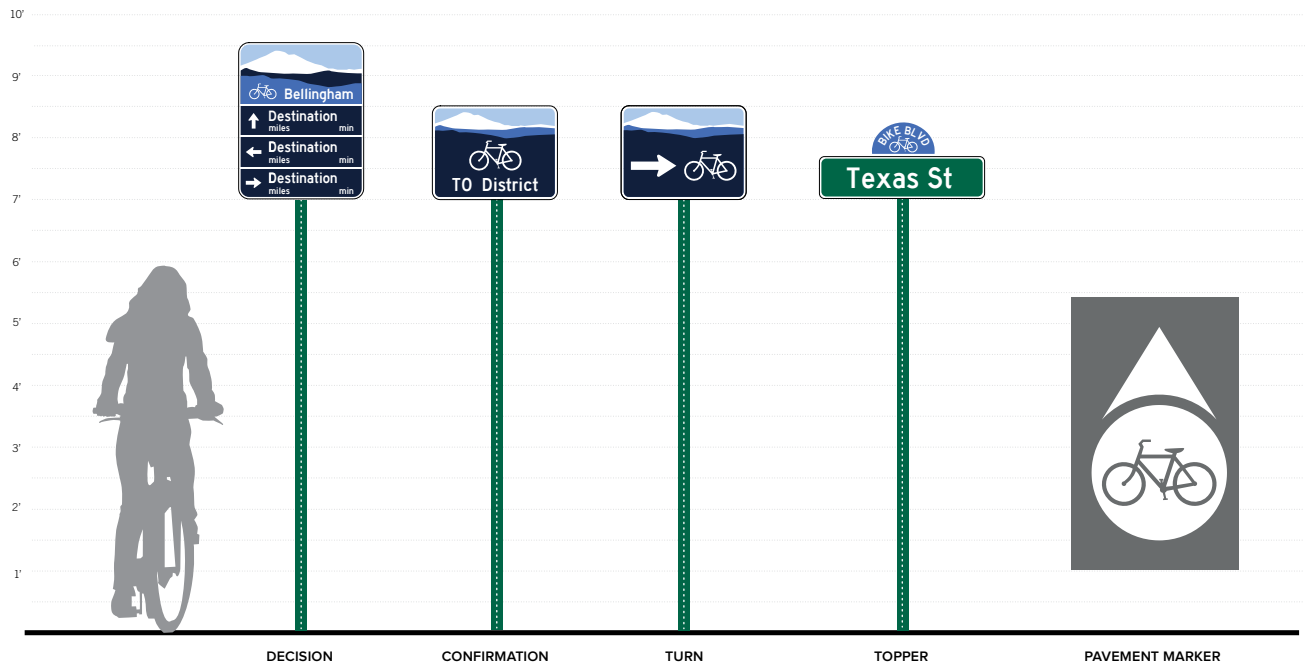 10'
9'
8'
7'
6'
5'
4'
3'
2'
1'
Bellingham
Destination
miles min
Destination
miles min
Destination
miles min
TO District
BIKE BLVD
Texas St
DECISION
CONFIRMATION
TURN
TOPPER
PAVEMENT MARKER